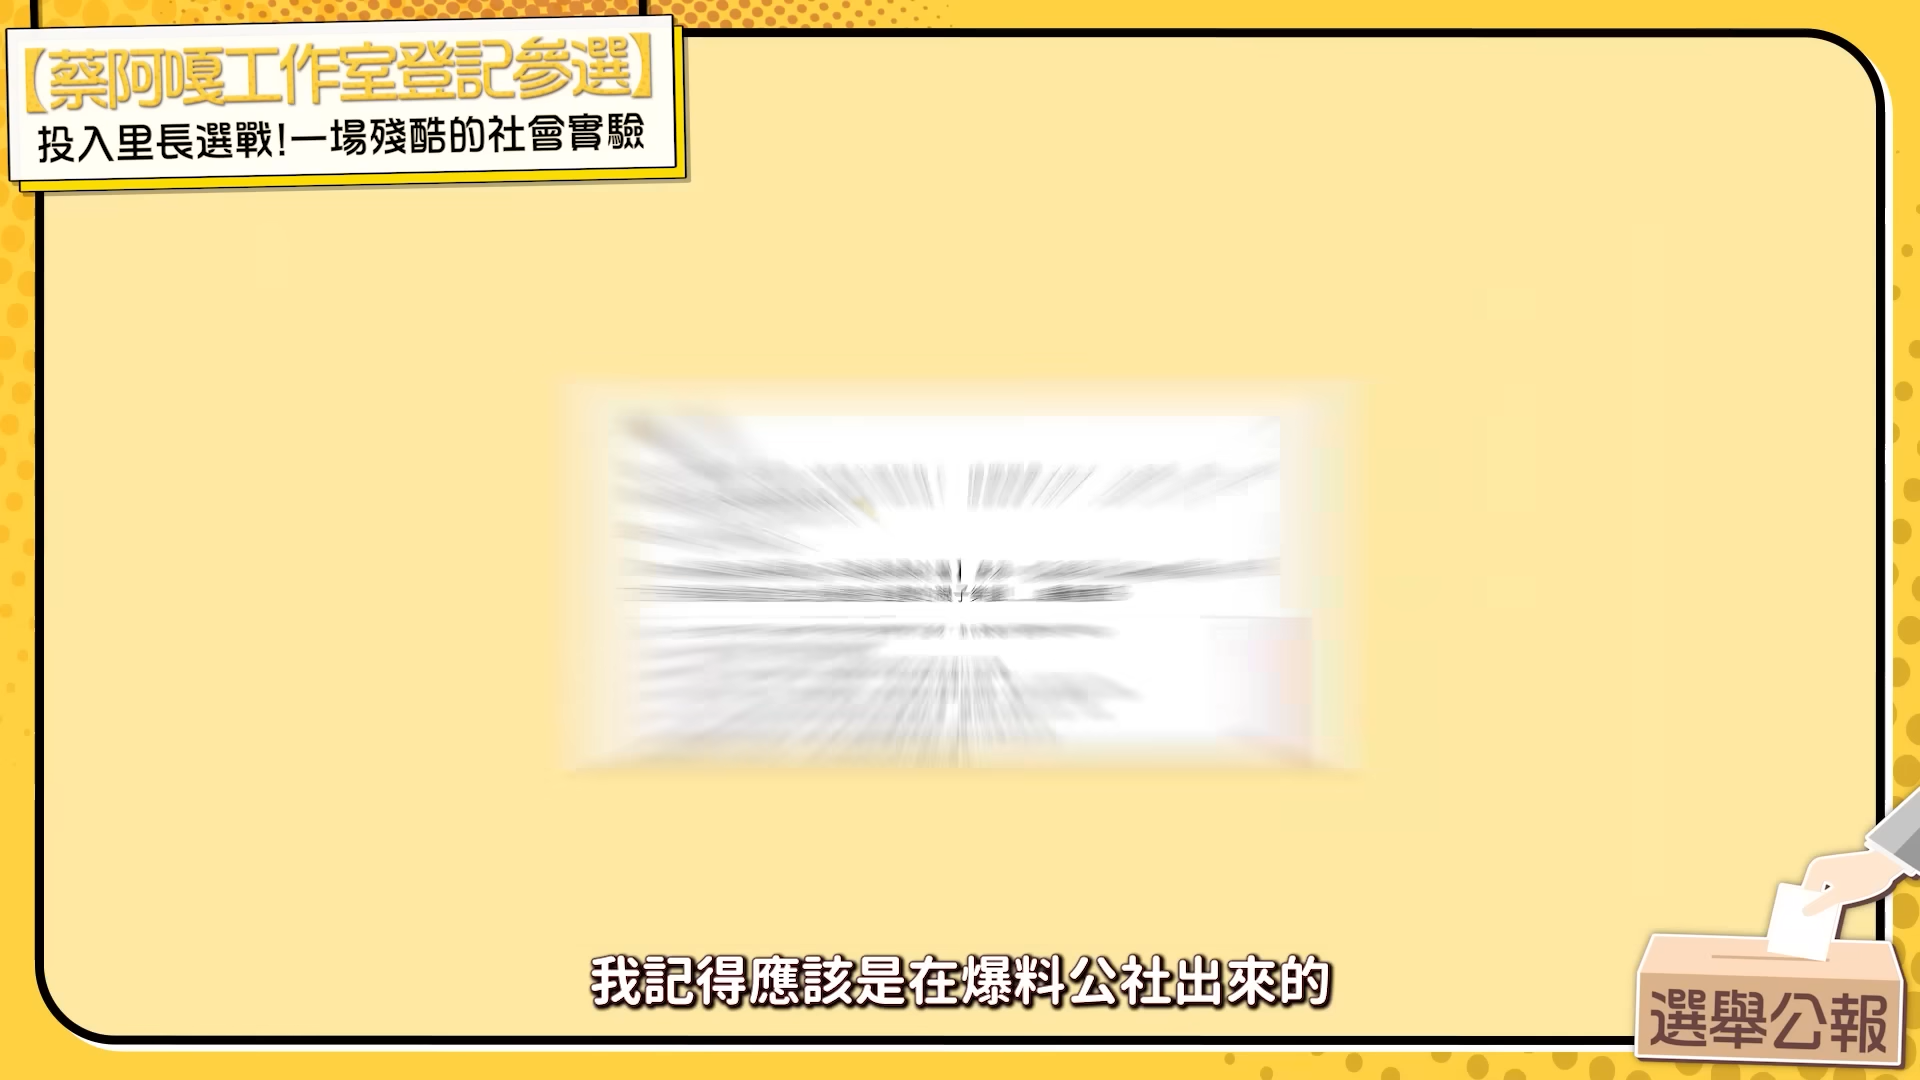 【蔡阿嘎工作室登記參選】
投入里長選戰!一場殘酷的社會實驗
我記得應該是在爆料公社出來的
選舉公報